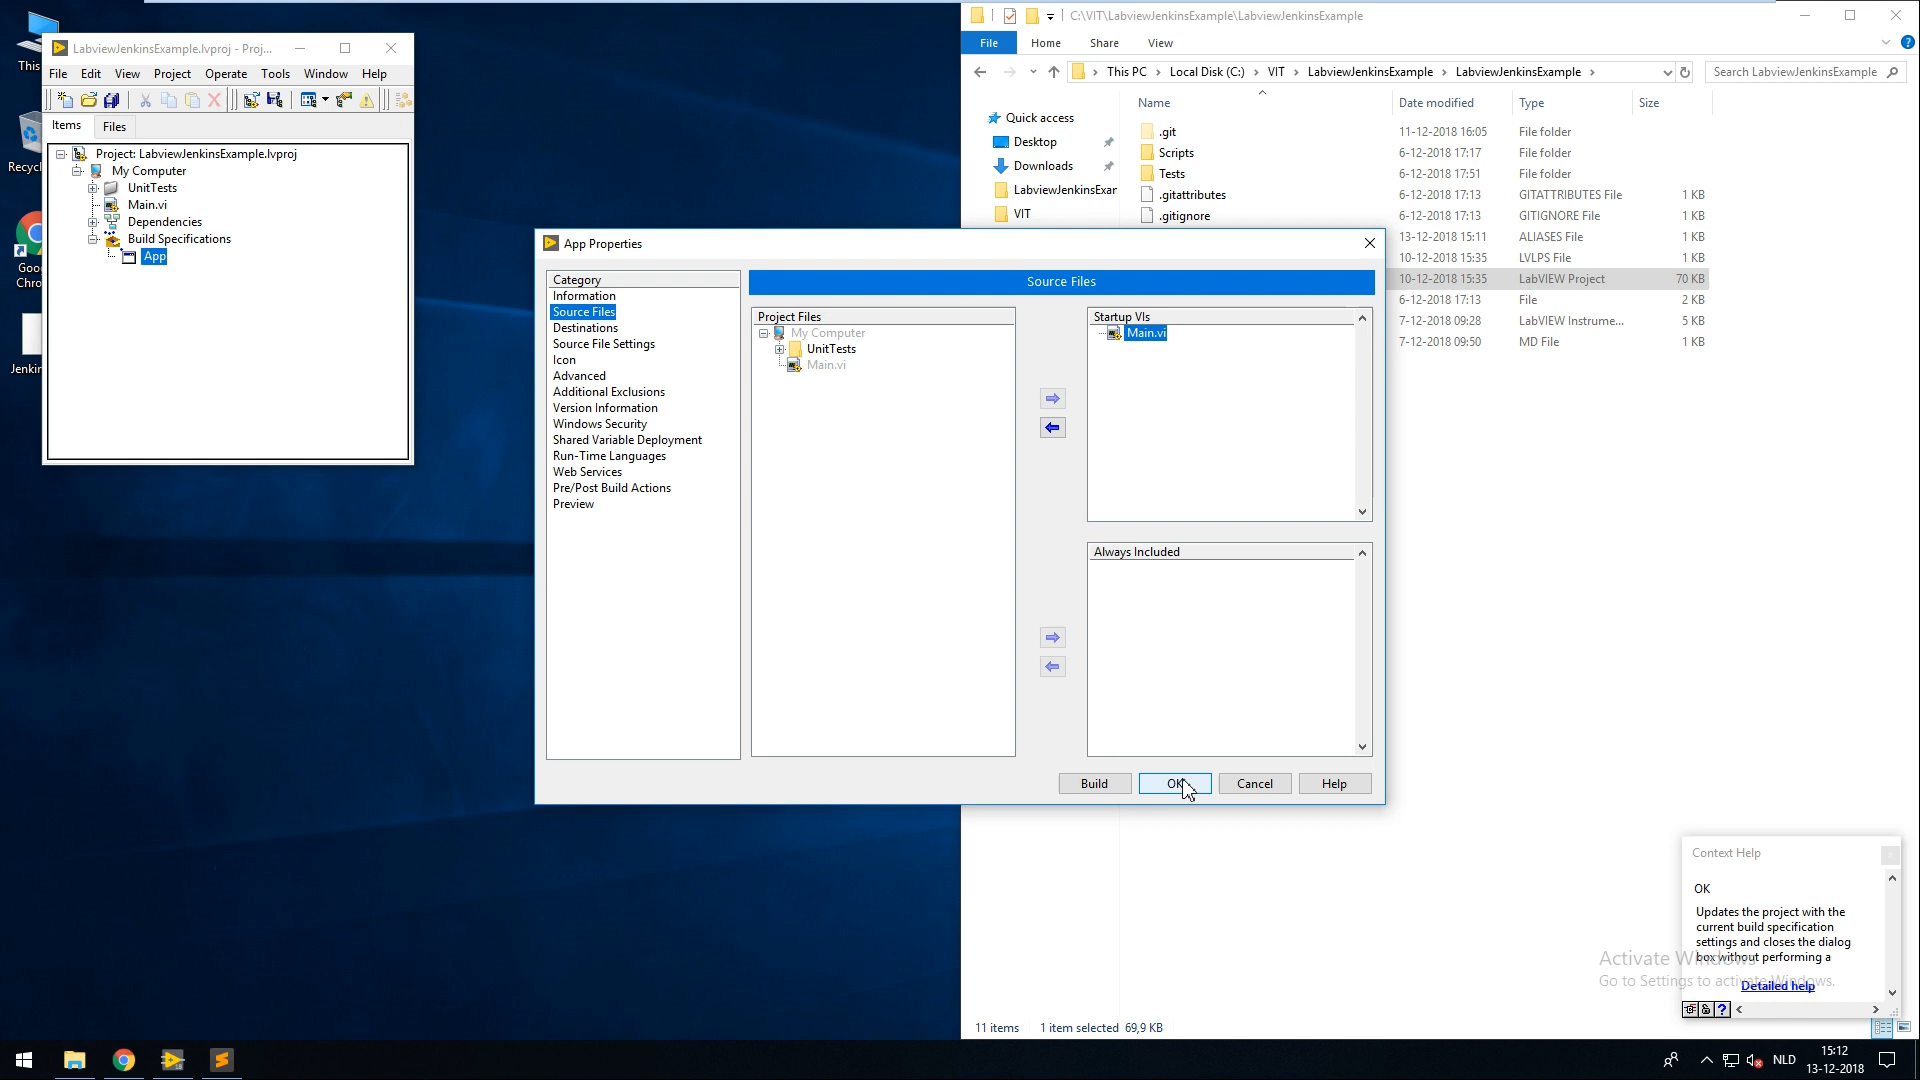 This
Recycl
Goo
Chro
Jenkin
LabviewJenkinsExample.lvproj - Proj...
File Edit View Project Operate Tools Window Help
Items Files
Project: LabviewJenkinsExample.lvproj
My Computer
UnitTests
Main.vi
Dependencies
Build Specifications
App
C:\VIT\LabviewJenkinsExample\LabviewJenkinsExample
File Home Share View
This PC Local Disk (C:) VIT LabviewJenkinsExample LabviewJenkinsExample
Search LabviewJenkinsExample
Name Date modified Type Size
Quick access
Desktop
Downloads
LabviewJenkinsExar
VIT
.git 11-12-2018 16:05 File folder
Scripts 6-12-2018 17:17 File folder
Tests 6-12-2018 17:51 File folder
.gitattributes 6-12-2018 17:13 GITATTRIBUTES File 1 KB
.gitignore 6-12-2018 17:13 GITIGNORE File 1 KB
13-12-2018 15:11 ALIASES File 1 KB
10-12-2018 15:35 LVLPS File 1 KB
10-12-2018 15:35 LabVIEW Project 70 KB
6-12-2018 17:13 File 2 KB
7-12-2018 09:28 LabVIEW Instrume... 5 KB
7-12-2018 09:50 MD File 1 KB
App Properties
Category
Information
Source Files
Destinations
Source File Settings
Icon
Advanced
Additional Exclusions
Version Information
Windows Security
Shared Variable Deployment
Run-Time Languages
Web Services
Pre/Post Build Actions
Preview
Source Files
Project Files
My Computer
UnitTests
Main.vi
Startup VIs
Main.vi
Always Included
Build OK Cancel Help
Context Help
OK
Updates the project with the
current build specification
settings and closes the dialog
box without performing a
Detailed help
Activate Windows
Go to Settings to activate Windows.
11 items 1 item selected 69,9 KB
NLD
15:12
13-12-2018